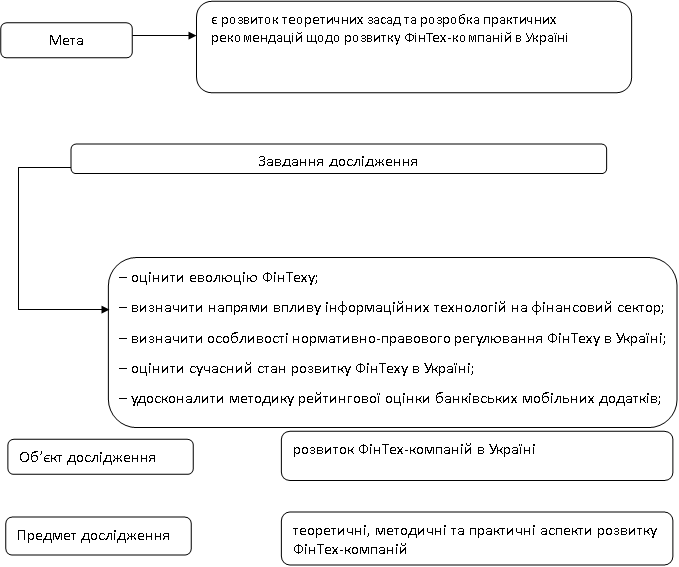 Мета
є розвиток теоретичних засад та розробка практичних
рекомендацій щодо розвитку ФінТех-компаній в Україні
Завдання дослідження
– оцінити еволюцію ФінТеху;
– визначити напрями впливу інформаційних технологій на фінансовий сектор;
– визначити особливості нормативно-правового регулювання ФінТеху в Україні;
– оцінити сучасний стан розвитку ФінТеху в Україні;
– удосконалити методику рейтингової оцінки банківських мобільних додатків;
Об’єкт дослідження
розвиток ФінТех-компаній в Україні
Предмет дослідження
теоретичні, методичні та практичні аспекти розвитку
ФінТех-компаній